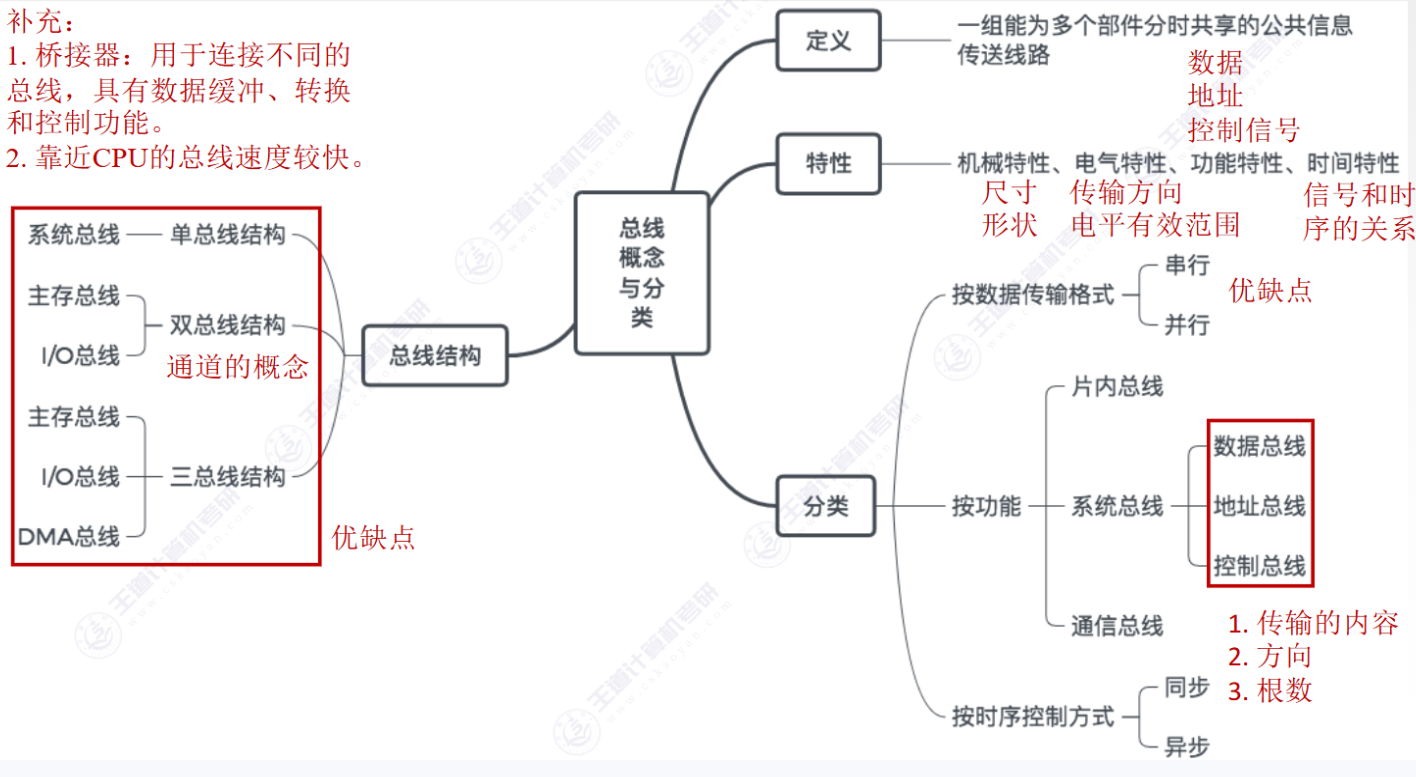 补充：
1. 桥接器：用于连接不同的
总线，具有数据缓冲、转换
和控制功能。
2. 靠近CPU的总线速度较快。
系统总线
单总线结构
主存总线
I/O总线
双总线结构
通道的概念
主存总线
I/O总线
DMA总线
三总线结构
优缺点
总线结构
总线
概念
与分
类
定义
一组能为多个部件分时共享的公共信息
传送线路
数据
地址
控制信号
特性
机械特性、电气特性、功能特性、时间特性
尺寸
形状
传输方向
电平有效范围
信号和时
序的关系
分类
按数据传输格式
串行
并行
优缺点
按功能
片内总线
系统总线
数据总线
地址总线
控制总线
1. 传输的内容
2. 方向
3. 根数
通信总线
按时序控制方式
同步
异步
王道计算机考研
www.cskaoyan.com